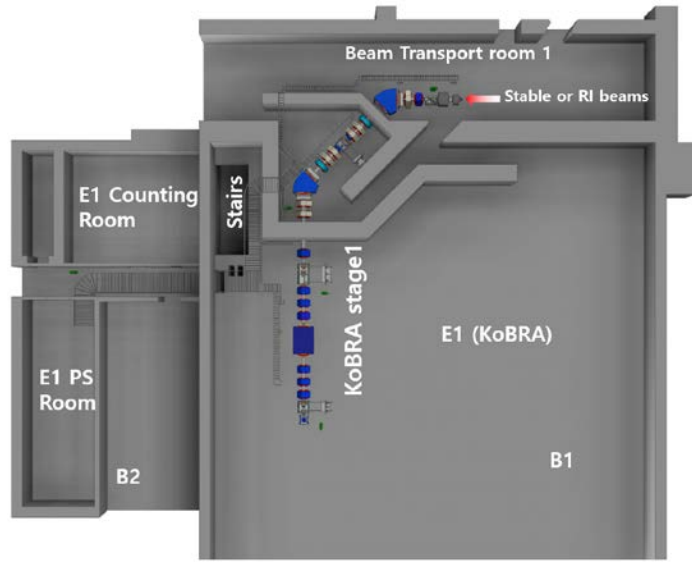 Beam Transport room 1
Stable or RI beams
E1 Counting
Room
Stairs
KoBRA stage1
E1 (KoBRA)
E1 PS
Room
B2
B1